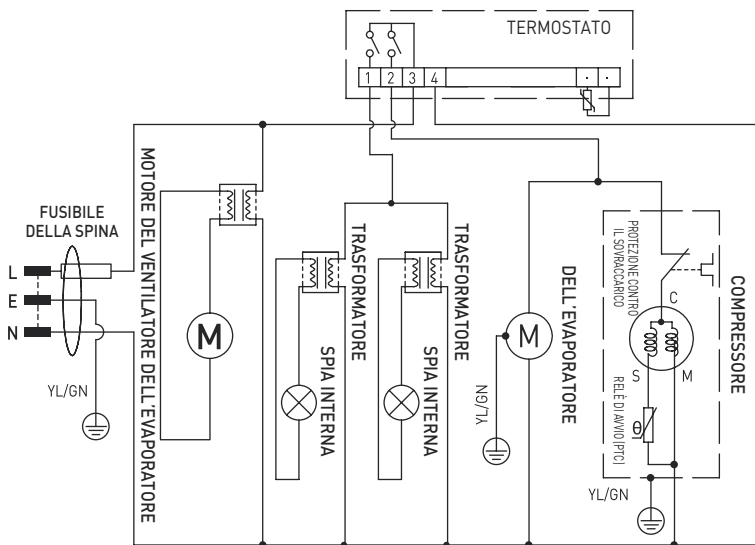 TERMOSTATO
1 2 3 4
MOTORE DEL VENTILATORE DELL'EVAPORATORE
FUSIBILE
DELLA SPINA
L
E
N
YL/GN
M
TRASFORMATORE
SPIA INTERNA
TRASFORMATORE
SPIA INTERNA
M
YL/GN
DELL'EVAPORATORE
PROTEZIONE CONTRO
IL SOVRACCARICO
C
S
M
RELÈ DI AVVIO (PTC)
θ
COMPRESSORE
YL/GN